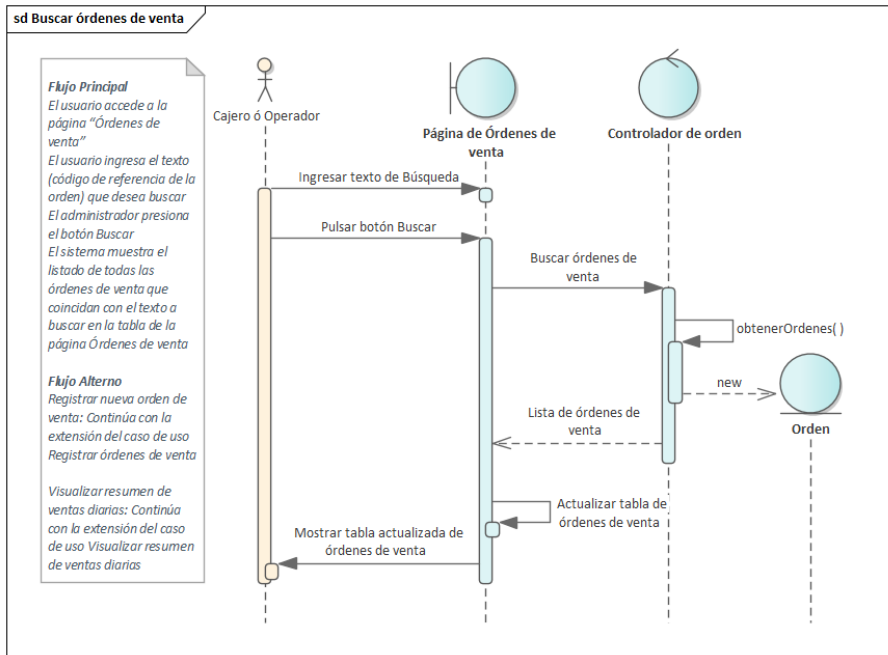 sd Buscar órdenes de venta
Flujo Principal
El usuario accede a la
página "Órdenes de
venta"
El usuario ingresa el texto
(código de referencia de la
orden) que desea buscar
El administrador presiona
el botón Buscar
El sistema muestra el
listado de todas las
órdenes de venta que
coincidan con el texto a
buscar en la tabla de la
página Órdenes de venta
Flujo Alterno
Registrar nueva orden de
venta: Continúa con la
extensión del caso de uso
Registrar órdenes de venta
Visualizar resumen de
ventas diarias: Continúa
con la extensión del caso
de uso Visualizar resumen
de ventas diarias
Cajero ó Operador
Página de Órdenes de
venta
Controlador de orden
Ingresar texto de Búsqueda
Pulsar botón Buscar
Buscar órdenes de
venta
obtenerOrdenes( )
new
Orden
Lista de órdenes de
venta
Actualizar tabla de
órdenes de venta
Mostrar tabla actualizada de
órdenes de venta